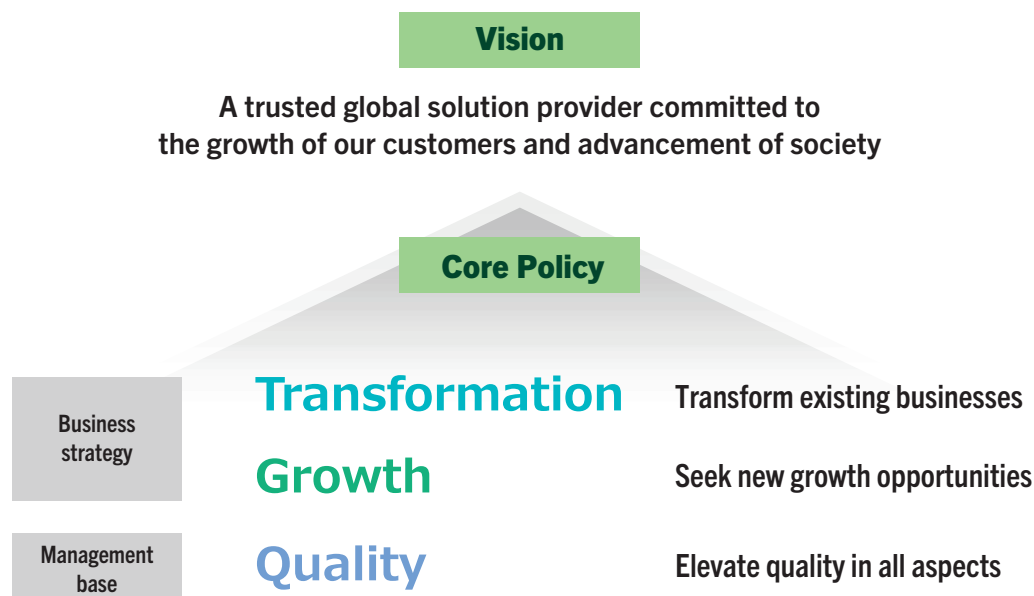 Vision
A trusted global solution provider committed to
the growth of our customers and advancement of society
Core Policy
Business
strategy
Transformation
Transform existing businesses
Growth
Seek new growth opportunities
Management
base
Quality
Elevate quality in all aspects